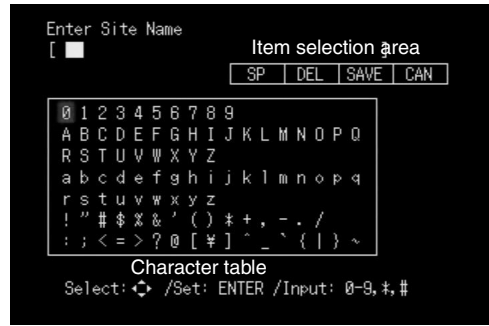 Enter Site Name
[
Item selection area
SP DEL SAVE CAN
0 1 2 3 4 5 6 7 8 9
A B C D E F G H I J K L M N O P Q
R S T U V W X Y Z
a b c d e f g h i j k l m n o p q
r s t u v w x y z
! " # $ % & ' ( ) * + , - . /
: ; < = > ? @ [ ¥ ] ^ _ ` { | } ~
Character table
Select: /Set: ENTER /Input: 0-9,*,#